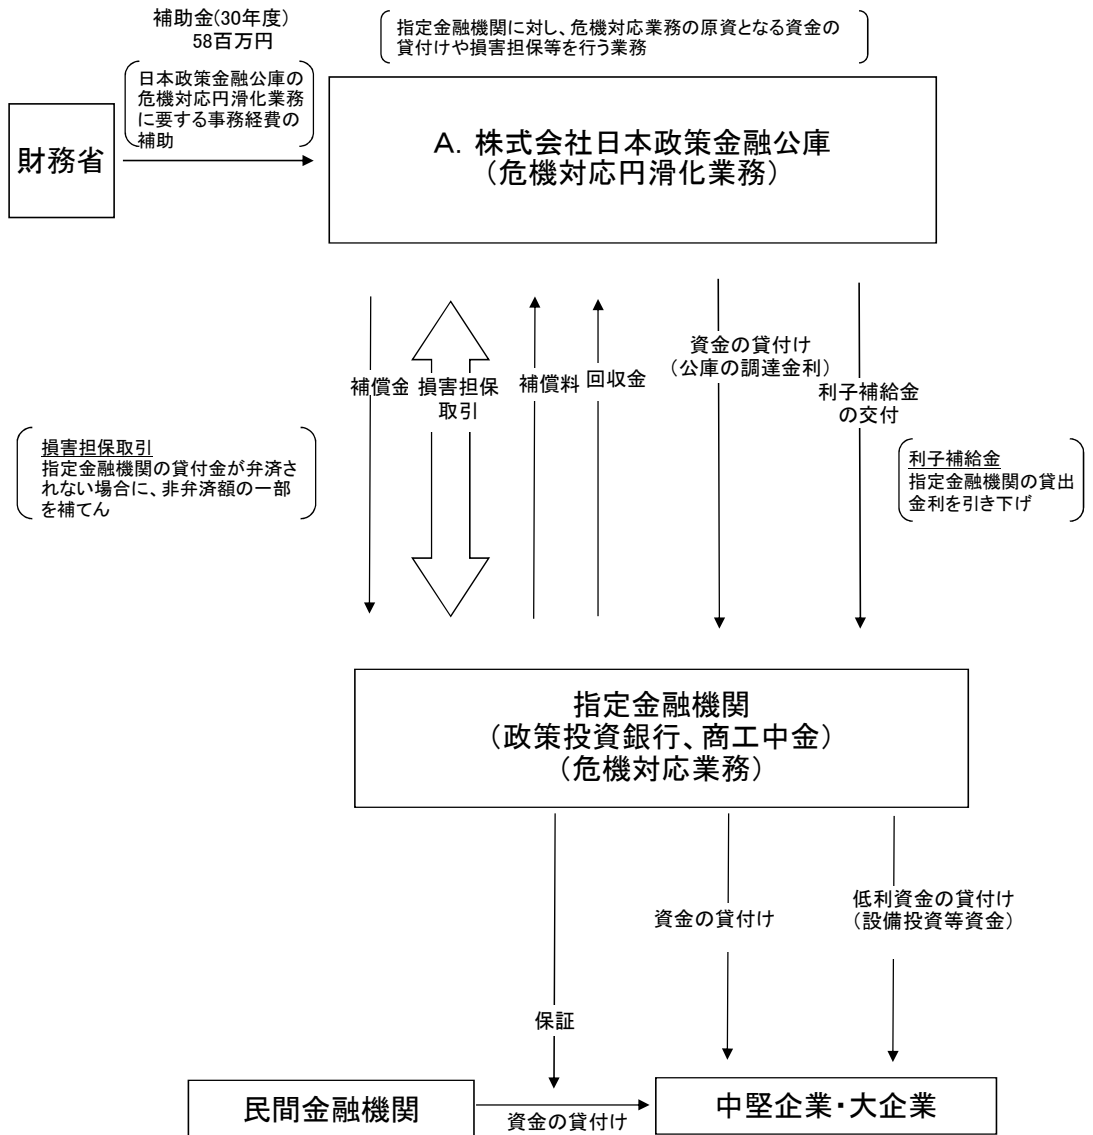 補助金(30年度)
58百万円
指定金融機関に対し、危機対応業務の原資となる資金の
貸付けや損害担保等を行う業務
日本政策金融公庫の
危機対応円滑化業務
に要する事務経費の
補助
財務省
A. 株式会社日本政策金融公庫
(危機対応円滑化業務)
補償金
損害担保
取引
補償料
回収金
資金の貸付け
(公庫の調達金利)
利子補給金
の交付
損害担保取引
指定金融機関の貸付金が弁済さ
れない場合に、非弁済額の一部
を補てん
利子補給金
指定金融機関の貸出
金利を引き下げ
指定金融機関
(政策投資銀行、商工中金)
(危機対応業務)
資金の貸付け
低利資金の貸付け
(設備投資等資金)
保証
民間金融機関
資金の貸付け
中堅企業・大企業